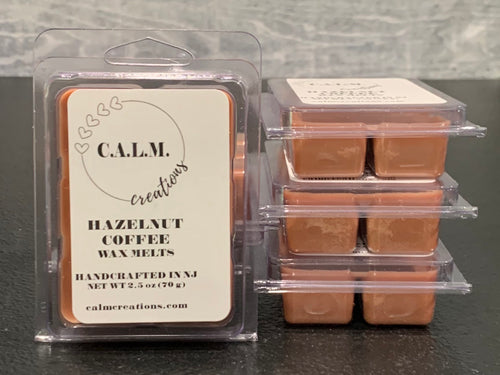 C.A.L.M.
creations
HAZELNUT
COFFEE
WAX MELTS
HANDCRAFTED IN NJ
NET WT 2.5 oz (70 g)
calmcreations.com
C.A.L.M.